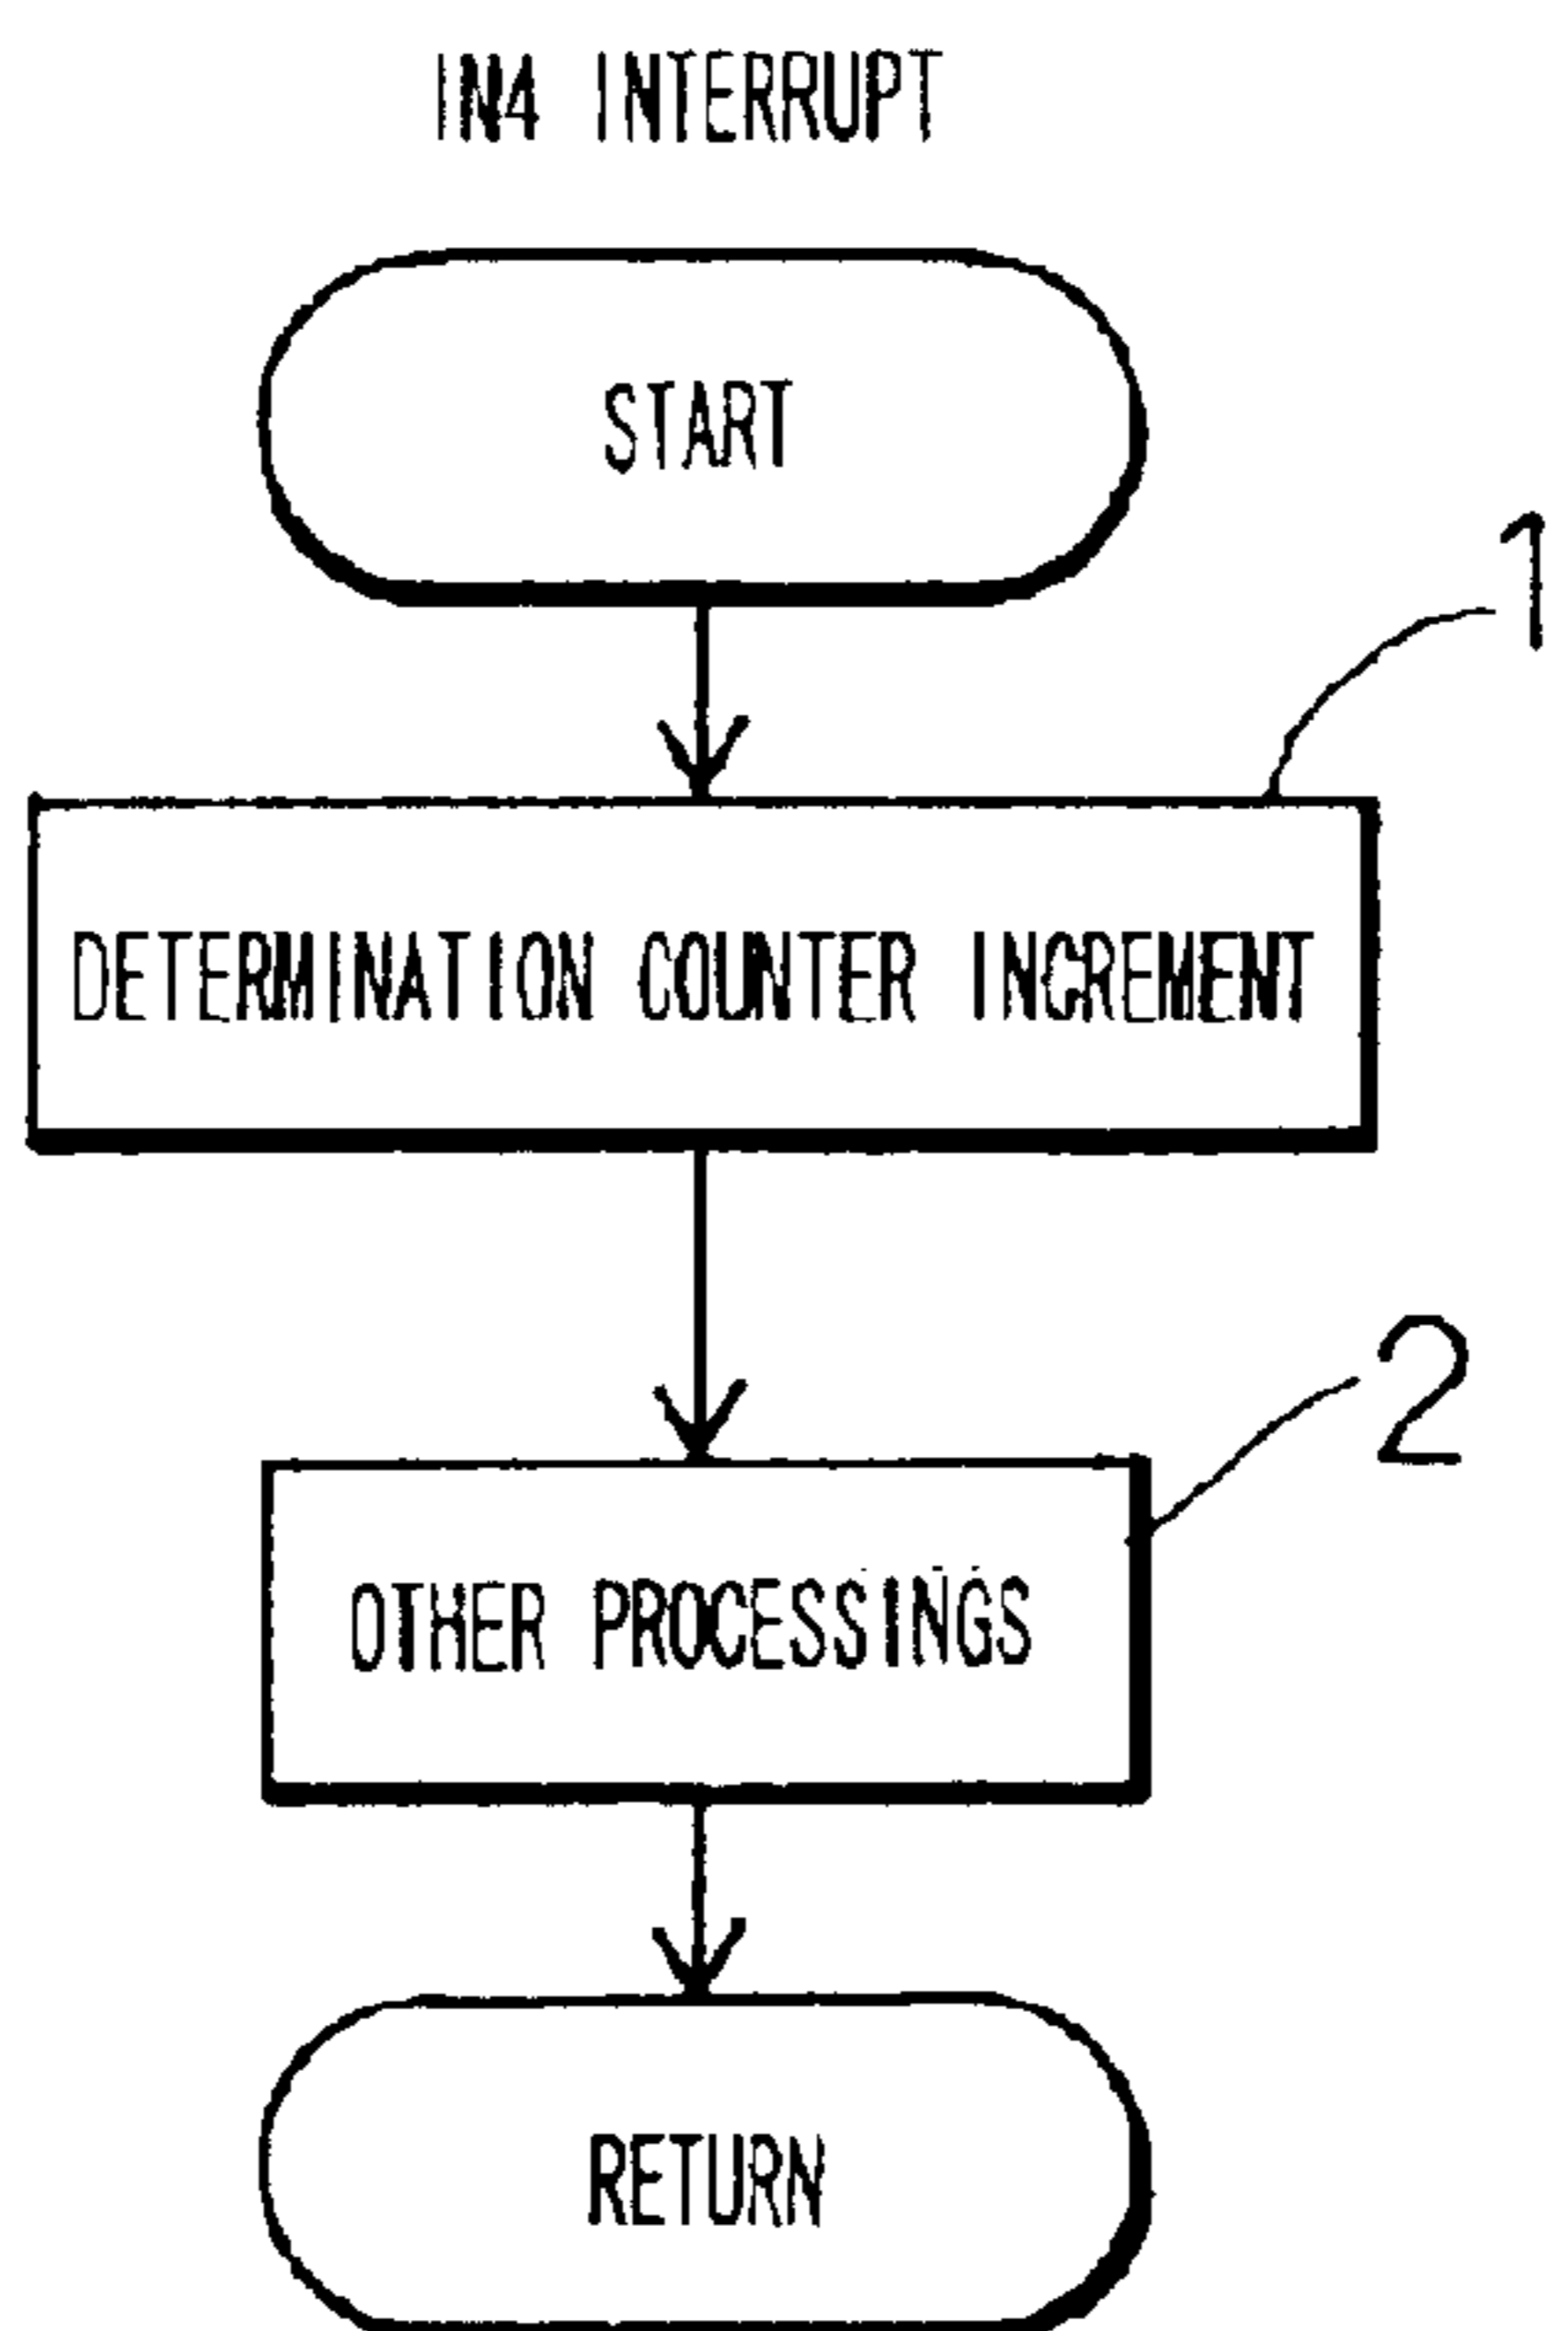 IN4 INTERRUPT
START
1
DETERMINATION COUNTER INCREMENT
2
OTHER PROCESSINGS
RETURN